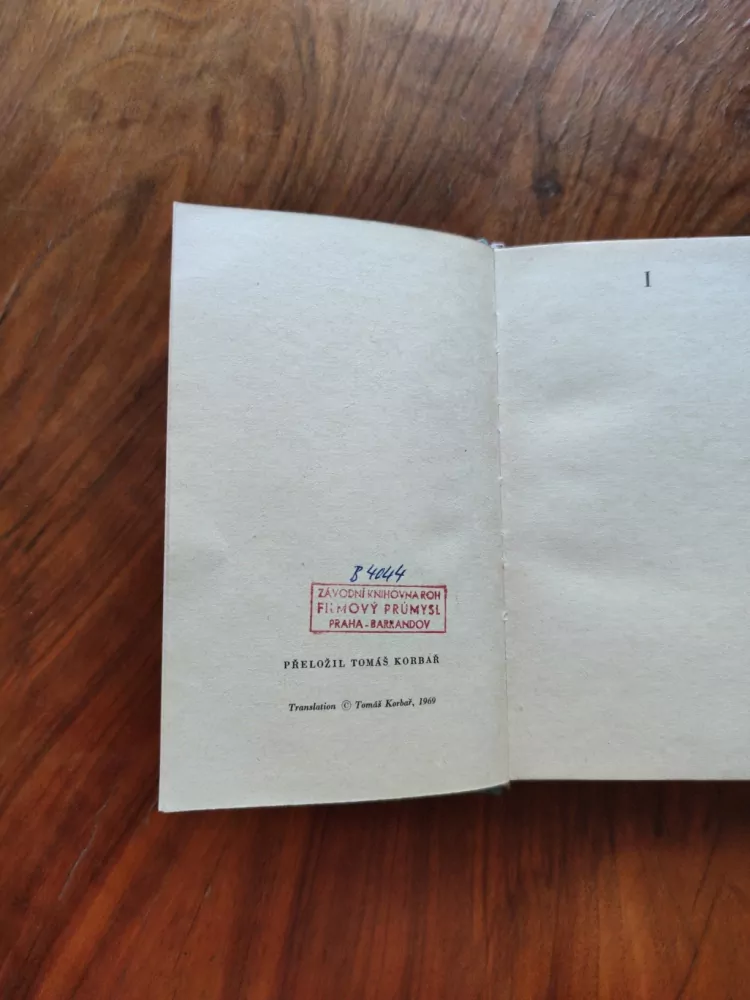 B 4044
ZÁVODNÍ KNIHOVNA ROH
FILMOVÝ PRŮMYSL
PRAHA - BARRANDOV
PŘELOŽIL TOMÁŠ KORBAŘ
Translation © Tomáš Korbař, 1969
I